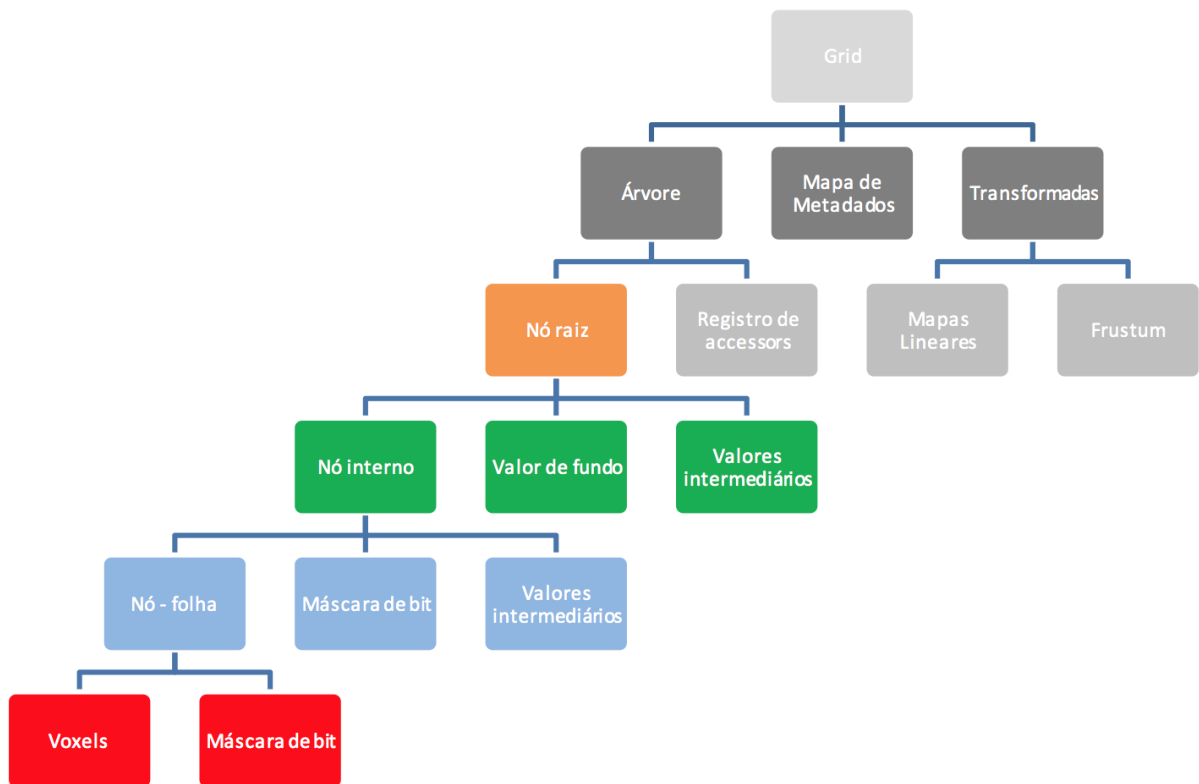 Grid
Árvore
Mapa de
Metadados
Transformadas
Nó raiz
Registro de
accessors
Mapas
Lineares
Frustum
Nó interno
Valor de fundo
Valores
intermediários
Nó - folha
Máscara de bit
Valores
intermediários
Voxels
Máscara de bit